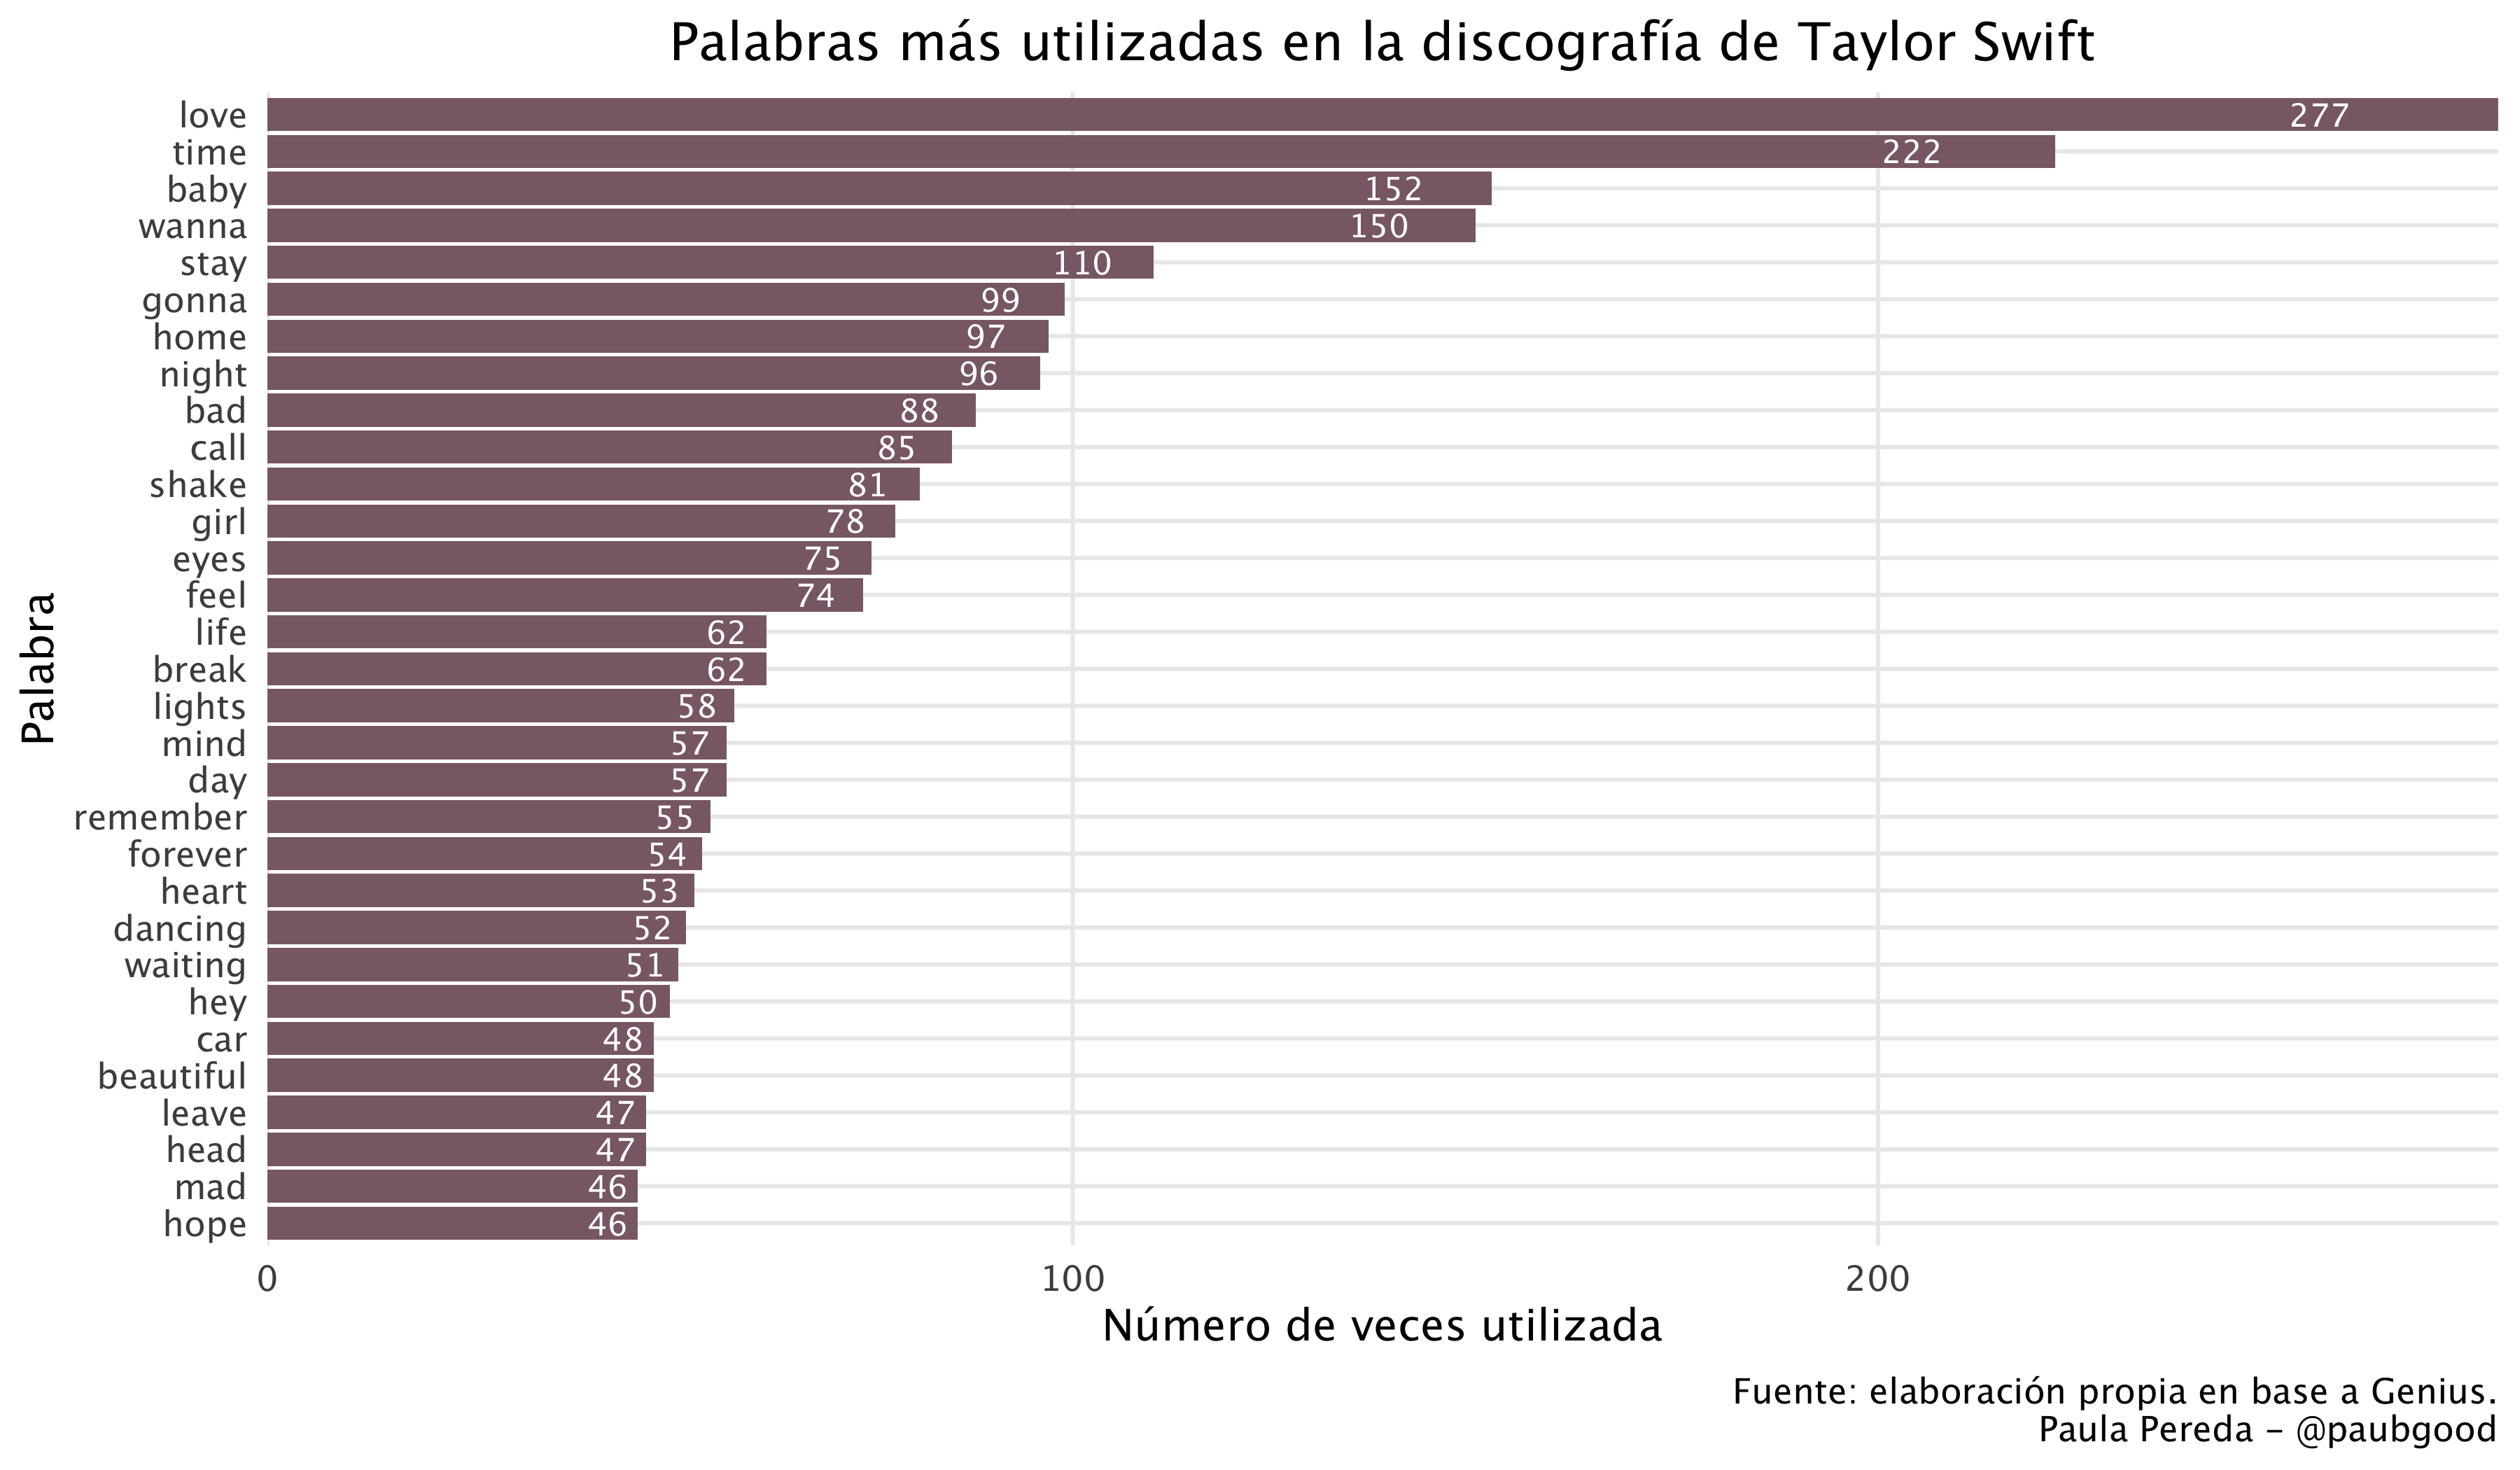 Palabras más utilizadas en la discografía de Taylor Swift
Palabra
love 277
time 222
baby 152
wanna 150
stay 110
gonna 99
home 97
night 96
bad 88
call 85
shake 81
girl 78
eyes 75
feel 74
life 62
break 62
lights 58
mind 57
day 57
remember 55
forever 54
heart 53
dancing 52
waiting 51
hey 50
car 48
beautiful 48
leave 47
head 47
mad 46
hope 46
0 100 200
Número de veces utilizada
Fuente: elaboración propia en base a Genius.
Paula Pereda – @paubgood